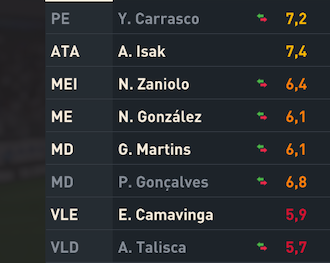 PE Y. Carrasco 7,2
ATA A. Isak 7,4
MEI N. Zaniolo 6,4
ME N. González 6,1
MD G. Martins 6,1
MD P. Gonçalves 6,8
VLE E. Camavinga 5,9
VLD A. Talisca 5,7